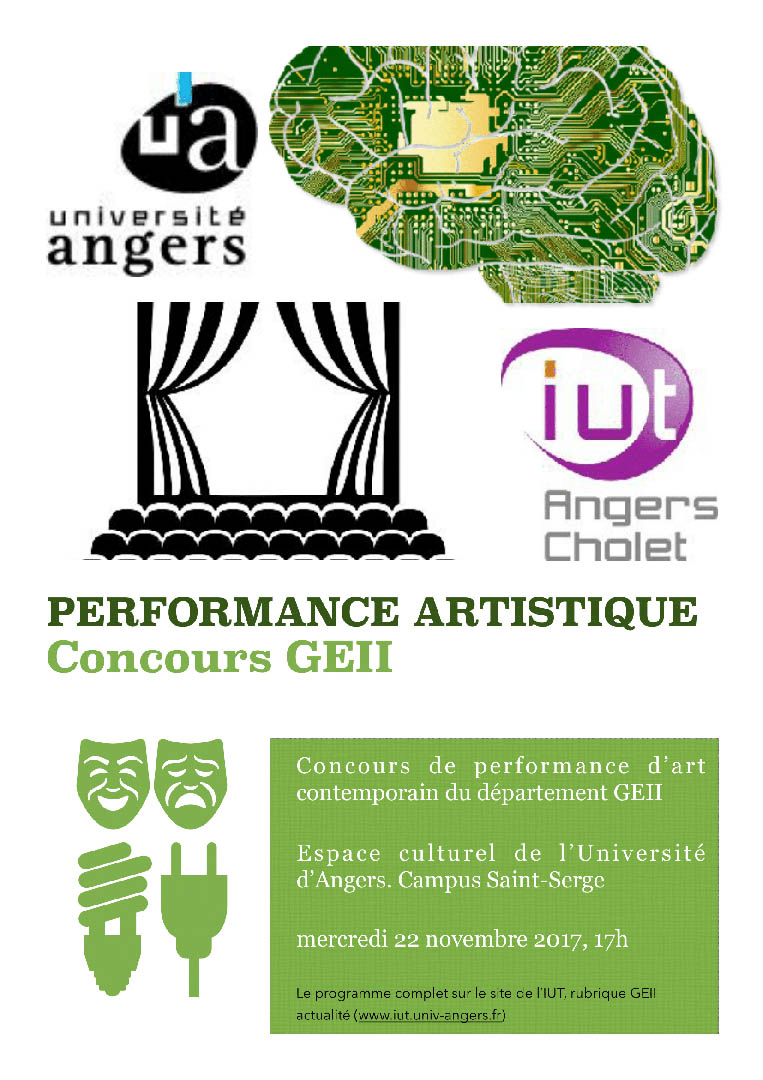 ua
université
angers
iut
Angers
Cholet
PERFORMANCE ARTISTIQUE
Concours GEII
Concours de performance d'art
contemporain du département GEII
Espace culturel de l'Université
d'Angers. Campus Saint-Serge
mercredi 22 novembre 2017, 17h
Le programme complet sur le site de l'IUT, rubrique GEII
actualité (www.iut.univ-angers.fr)